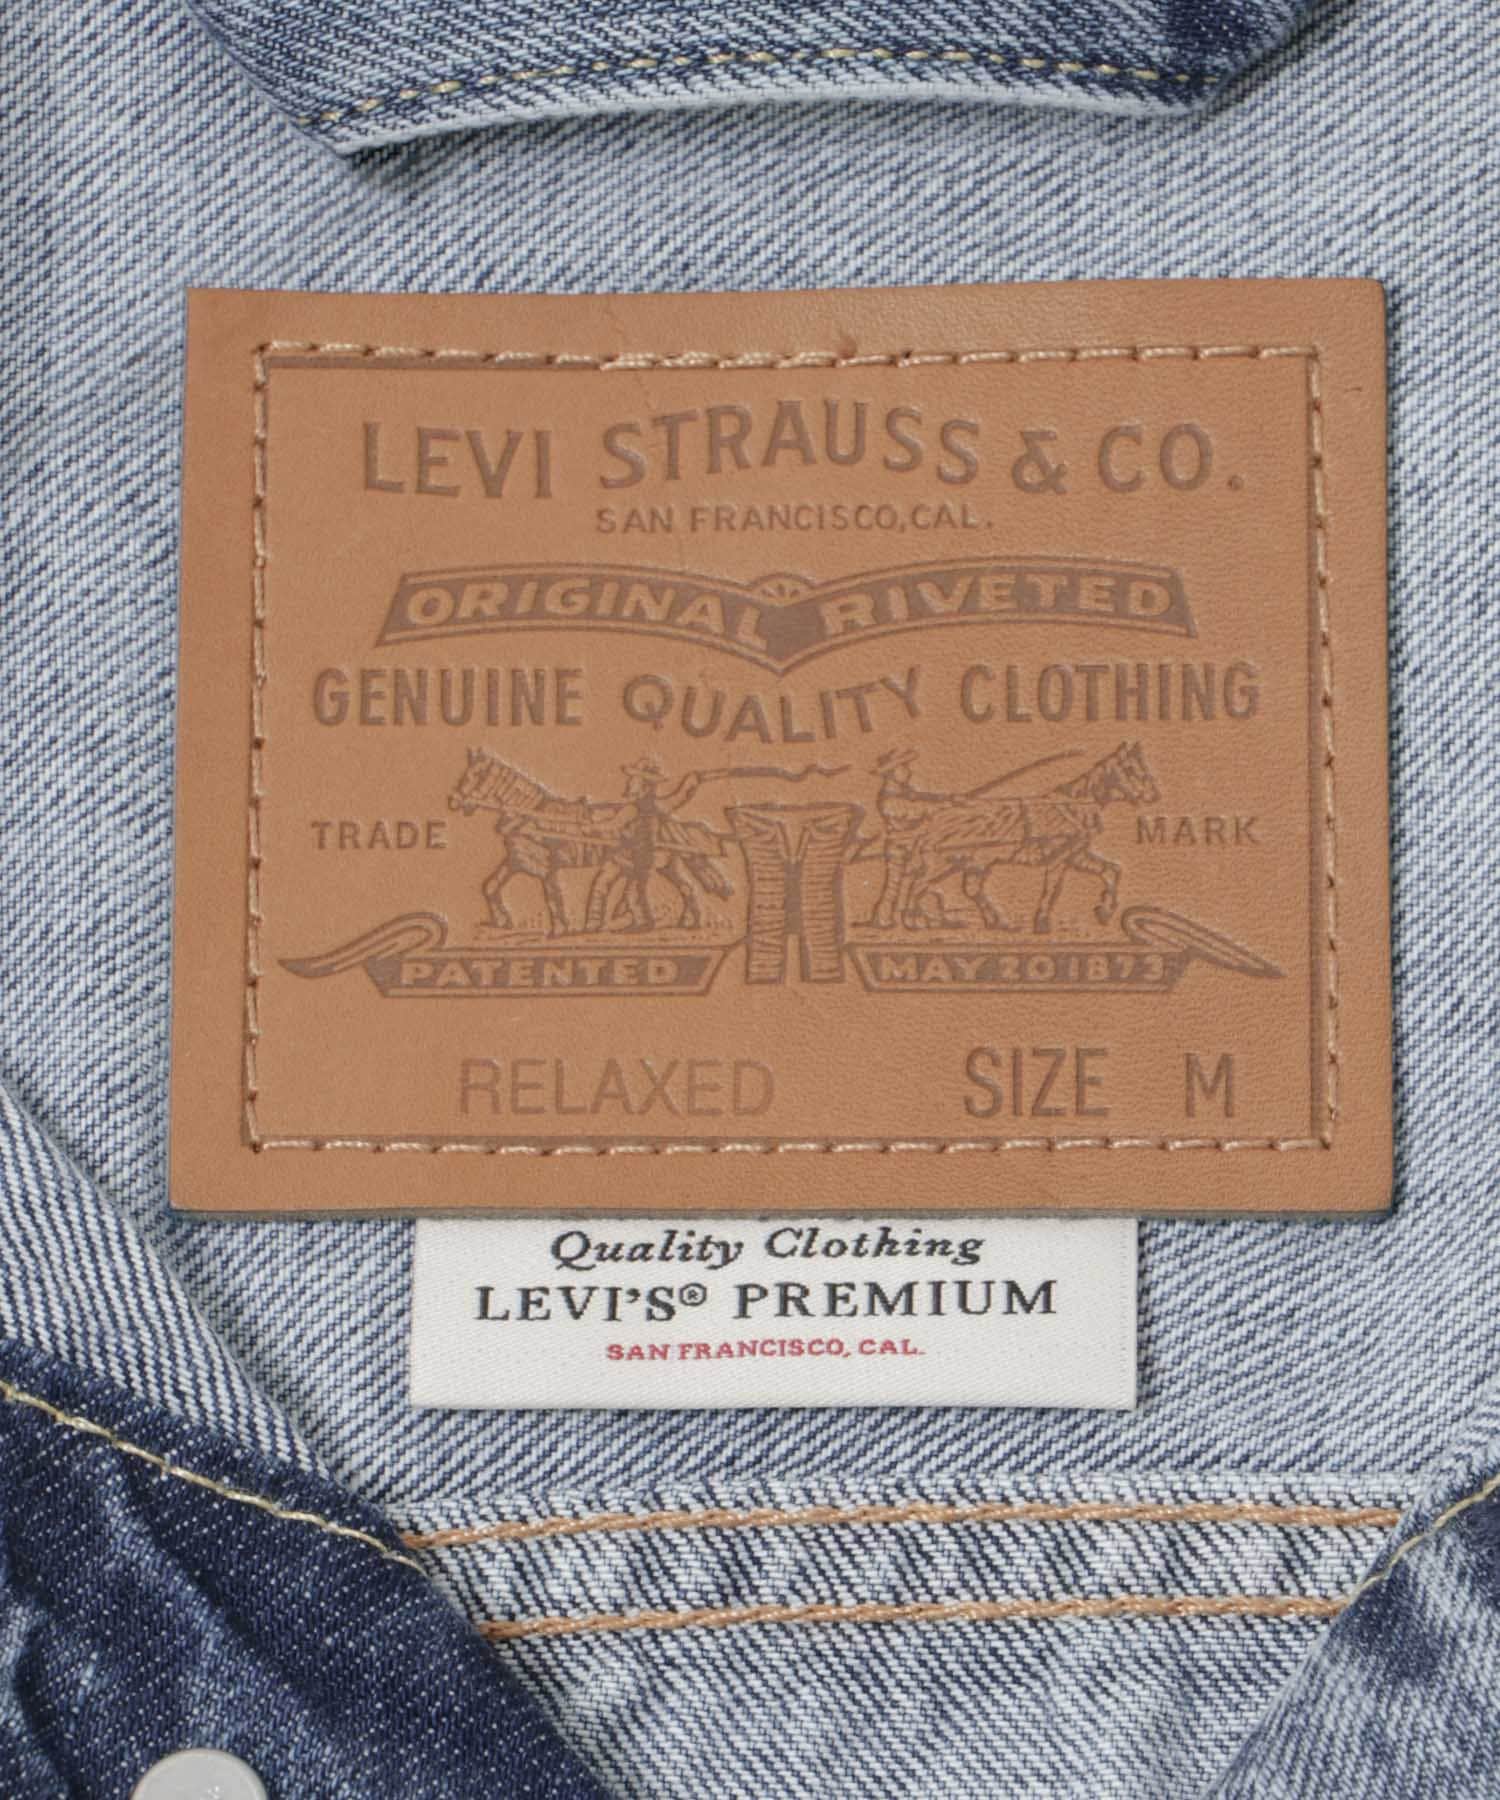 LEVI STRAUSS & CO.
SAN FRANCISCO, CAL.
ORIGINAL RIVETED
GENUINE QUALITY CLOTHING
TRADE MARK
PATENTED MAY 20 1873
RELAXED SIZE M
Quality Clothing
LEVI'S® PREMIUM
SAN FRANCISCO, CAL.